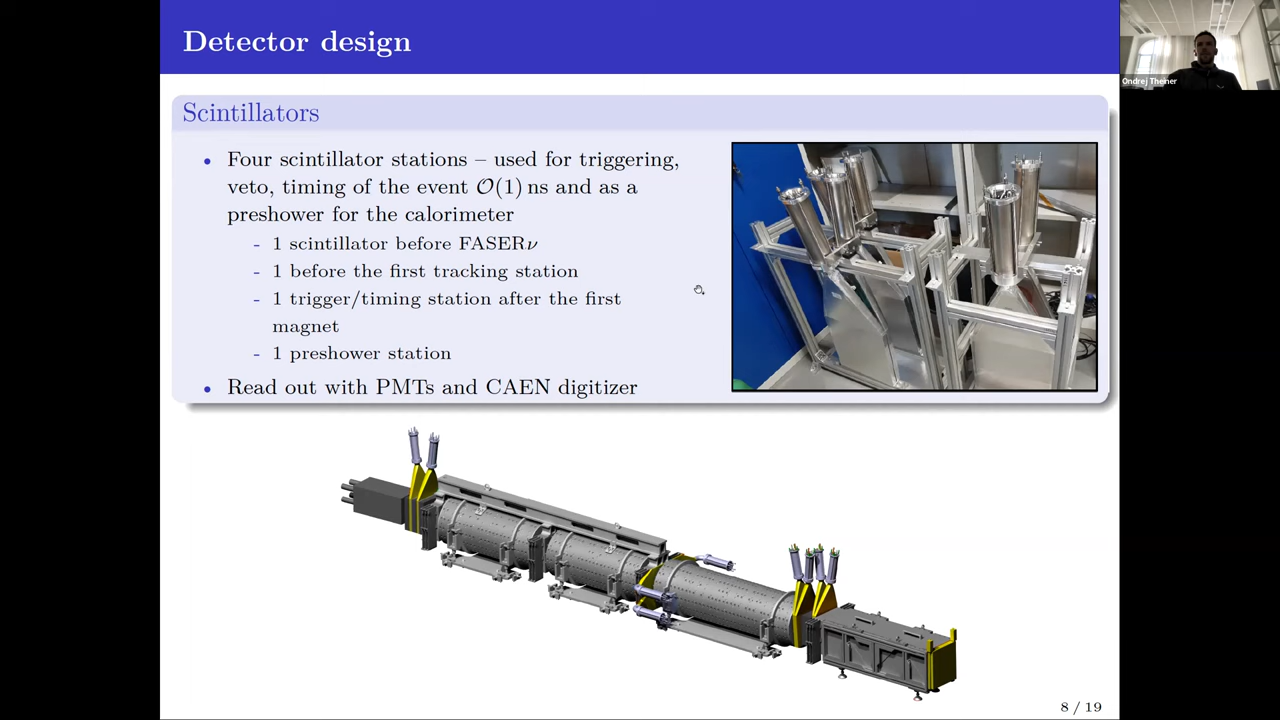 Detector design
Ondrej Theiner
Scintillators
• Four scintillator stations – used for triggering,
veto, timing of the event 𝒪(1) ns and as a
preshower for the calorimeter
- 1 scintillator before FASERν
- 1 before the first tracking station
- 1 trigger/timing station after the first
magnet
- 1 preshower station
• Read out with PMTs and CAEN digitizer
8 / 19